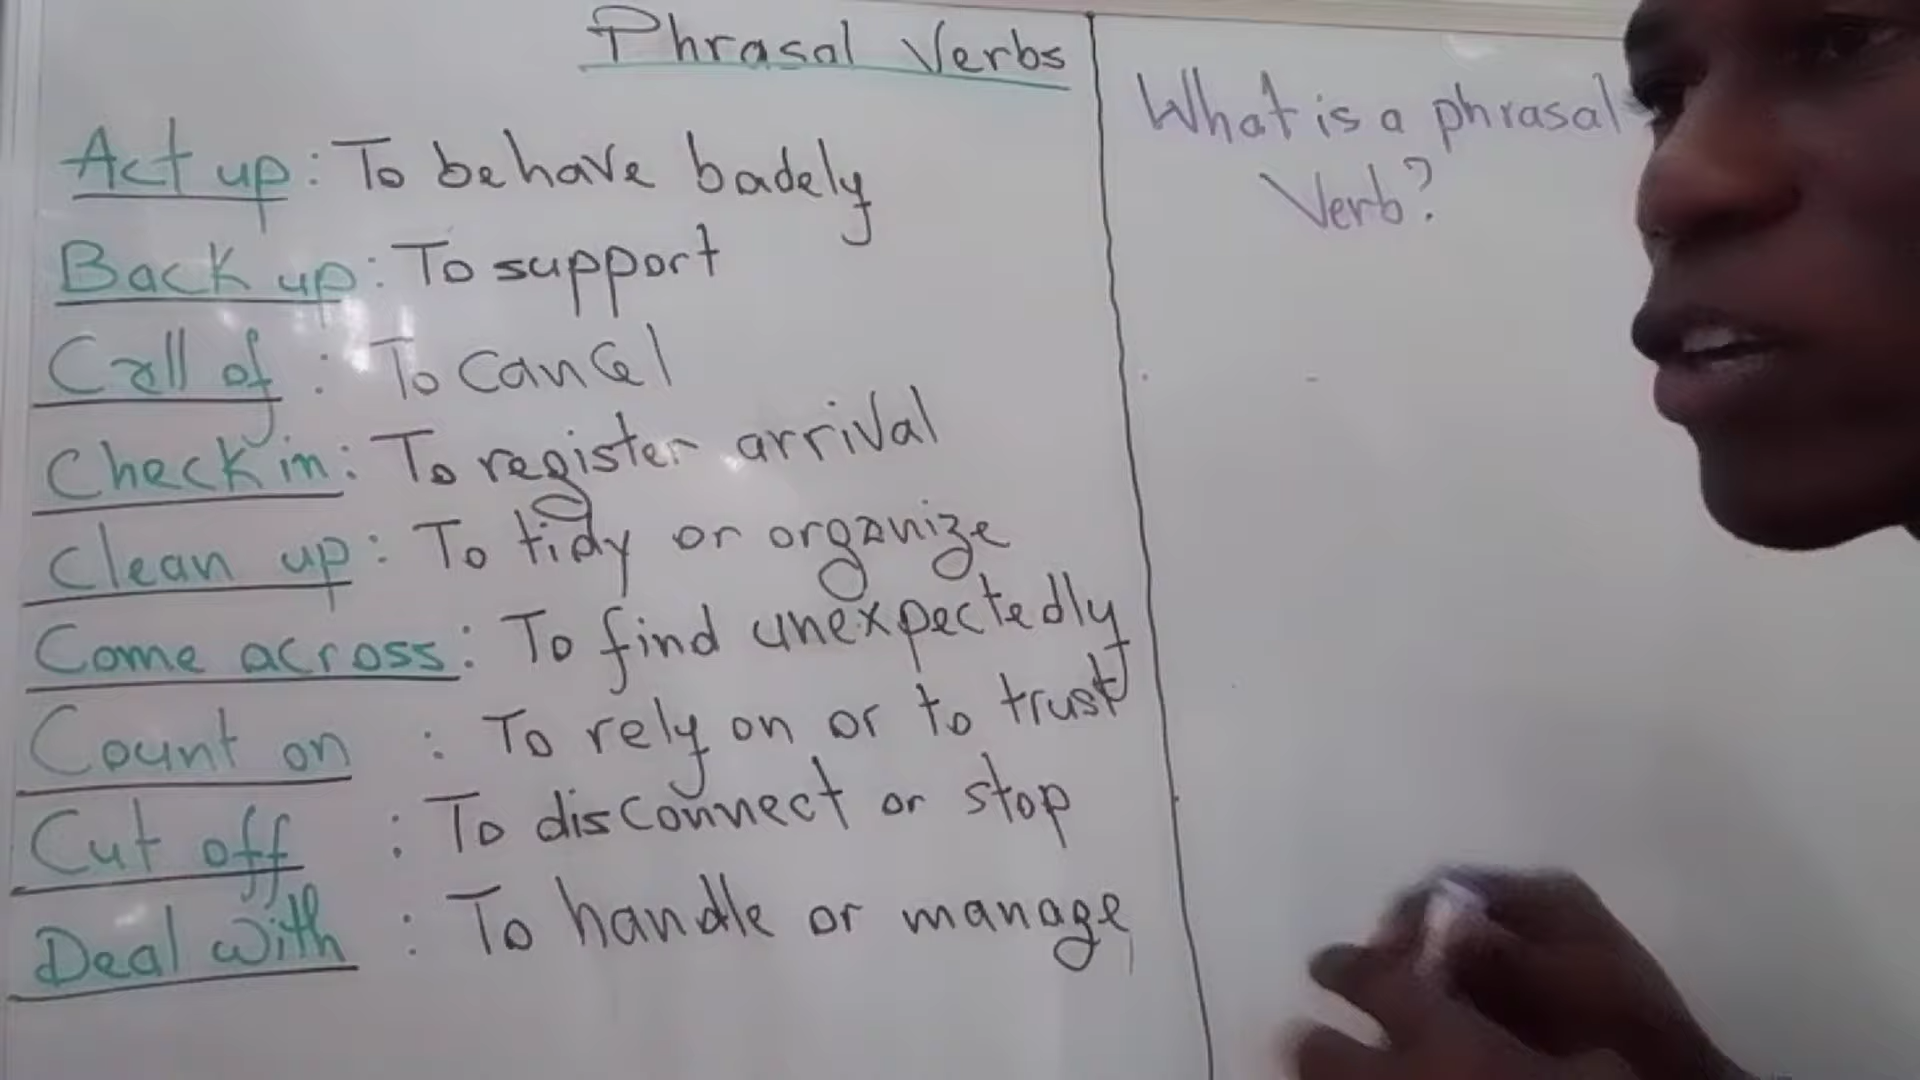 Phrasal Verbs
Act up: To behave badely
Back up: To support
Call of : To cancel
Check in: To register arrival
Clean up: To tidy or organize
Come across: To find unexpectedly
Count on : To rely on or to trust
Cut off : To disconnect or stop
Deal with : To handle or manage
What is a phrasal
Verb?